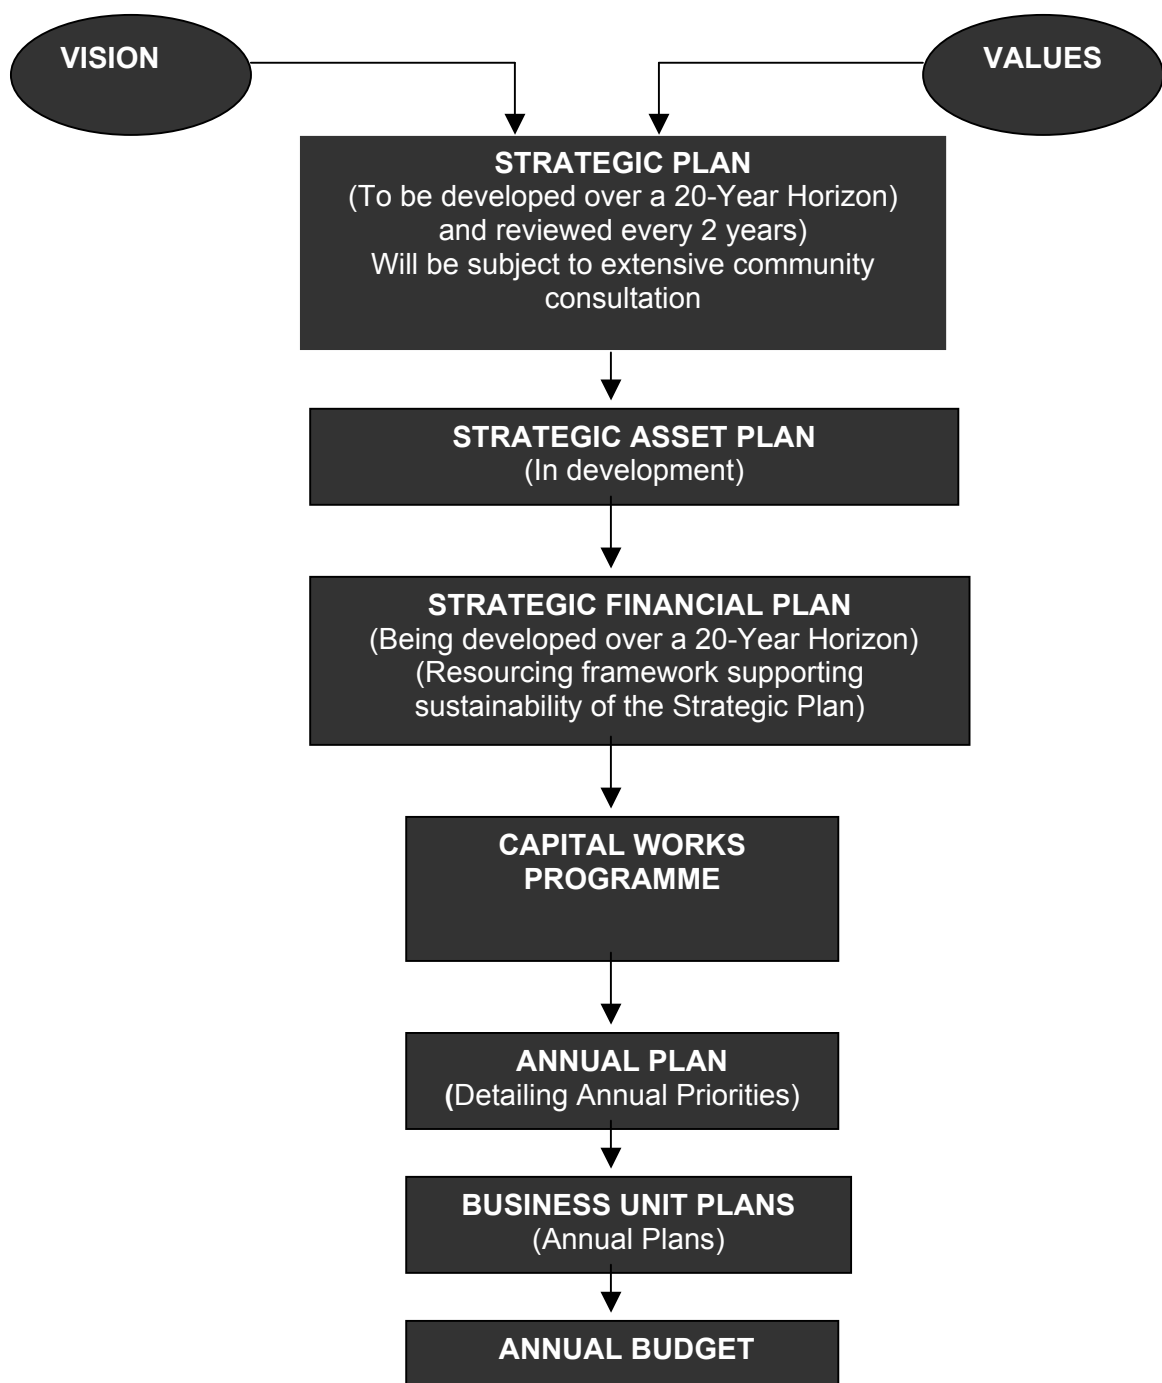 VISION
VALUES
STRATEGIC PLAN
(To be developed over a 20-Year Horizon)
and reviewed every 2 years)
Will be subject to extensive community
consultation
STRATEGIC ASSET PLAN
(In development)
STRATEGIC FINANCIAL PLAN
(Being developed over a 20-Year Horizon)
(Resourcing framework supporting
sustainability of the Strategic Plan)
CAPITAL WORKS
PROGRAMME
ANNUAL PLAN
(Detailing Annual Priorities)
BUSINESS UNIT PLANS
(Annual Plans)
ANNUAL BUDGET